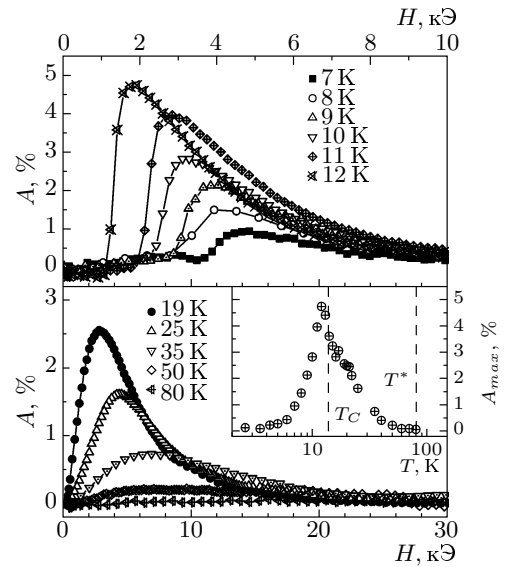 H, кЭ
0 2 4 6 8 10
5
4
3
2
1
0
A, %
7 K
8 K
9 K
10 K
11 K
12 K
3
2
1
0
A, %
19 K
25 K
35 K
50 K
80 K
5
4
3
2
1
0
A_max, %
T_C
T*
10 100
T, K
0 10 20 30
H, кЭ